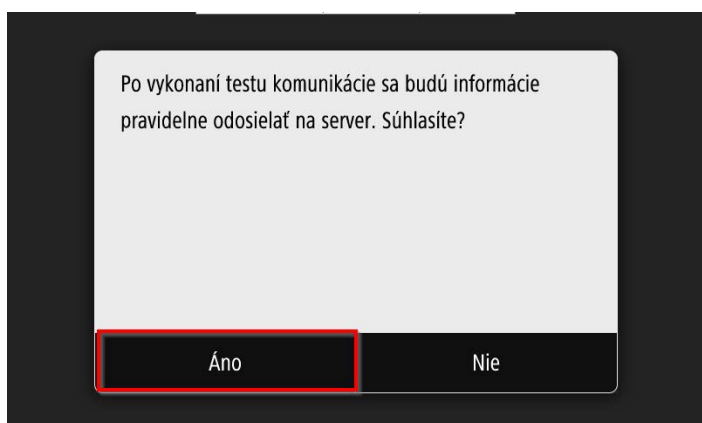 Po vykonaní testu komunikácie sa budú informácie
pravidelne odosielať na server. Súhlasíte?
Áno
Nie